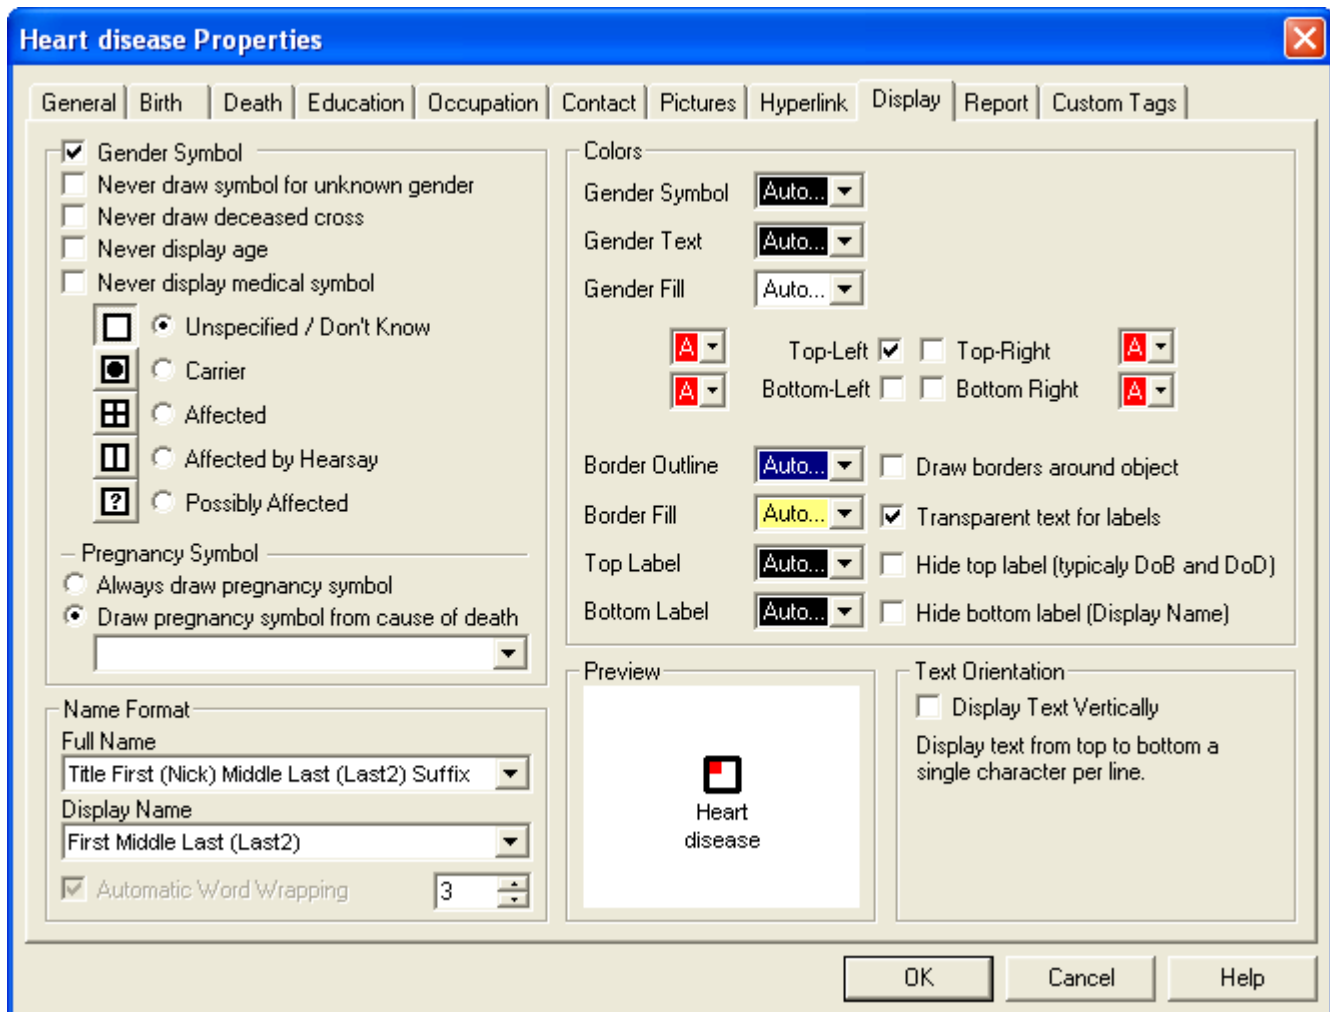 Heart disease Properties
General Birth Death Education Occupation Contact Pictures Hyperlink Display Report Custom Tags
Gender Symbol
Never draw symbol for unknown gender
Never draw deceased cross
Never display age
Never display medical symbol
Unspecified / Don't Know
Carrier
Affected
Affected by Hearsay
? Possibly Affected
Pregnancy Symbol
Always draw pregnancy symbol
Draw pregnancy symbol from cause of death
Name Format
Full Name
Title First (Nick) Middle Last (Last2) Suffix
Display Name
First Middle Last (Last2)
Automatic Word Wrapping 3
Colors
Gender Symbol Auto...
Gender Text Auto...
Gender Fill Auto...
A Top-Left Top-Right A
A Bottom-Left Bottom Right A
Border Outline Auto... Draw borders around object
Border Fill Auto... Transparent text for labels
Top Label Auto... Hide top label (typicaly DoB and DoD)
Bottom Label Auto... Hide bottom label (Display Name)
Preview
Heart
disease
Text Orientation
Display Text Vertically
Display text from top to bottom a
single character per line.
OK Cancel Help